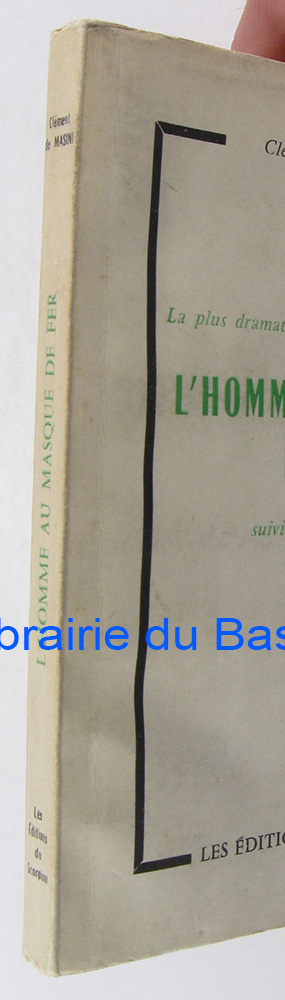 Clément
de MASINI
L'HOMME AU MASQUE DE FER
Les
Éditions
du
Scorpion
Clé
La plus dramat
L'HOMM
suivi
brairie du Bas
LES ÉDITIO